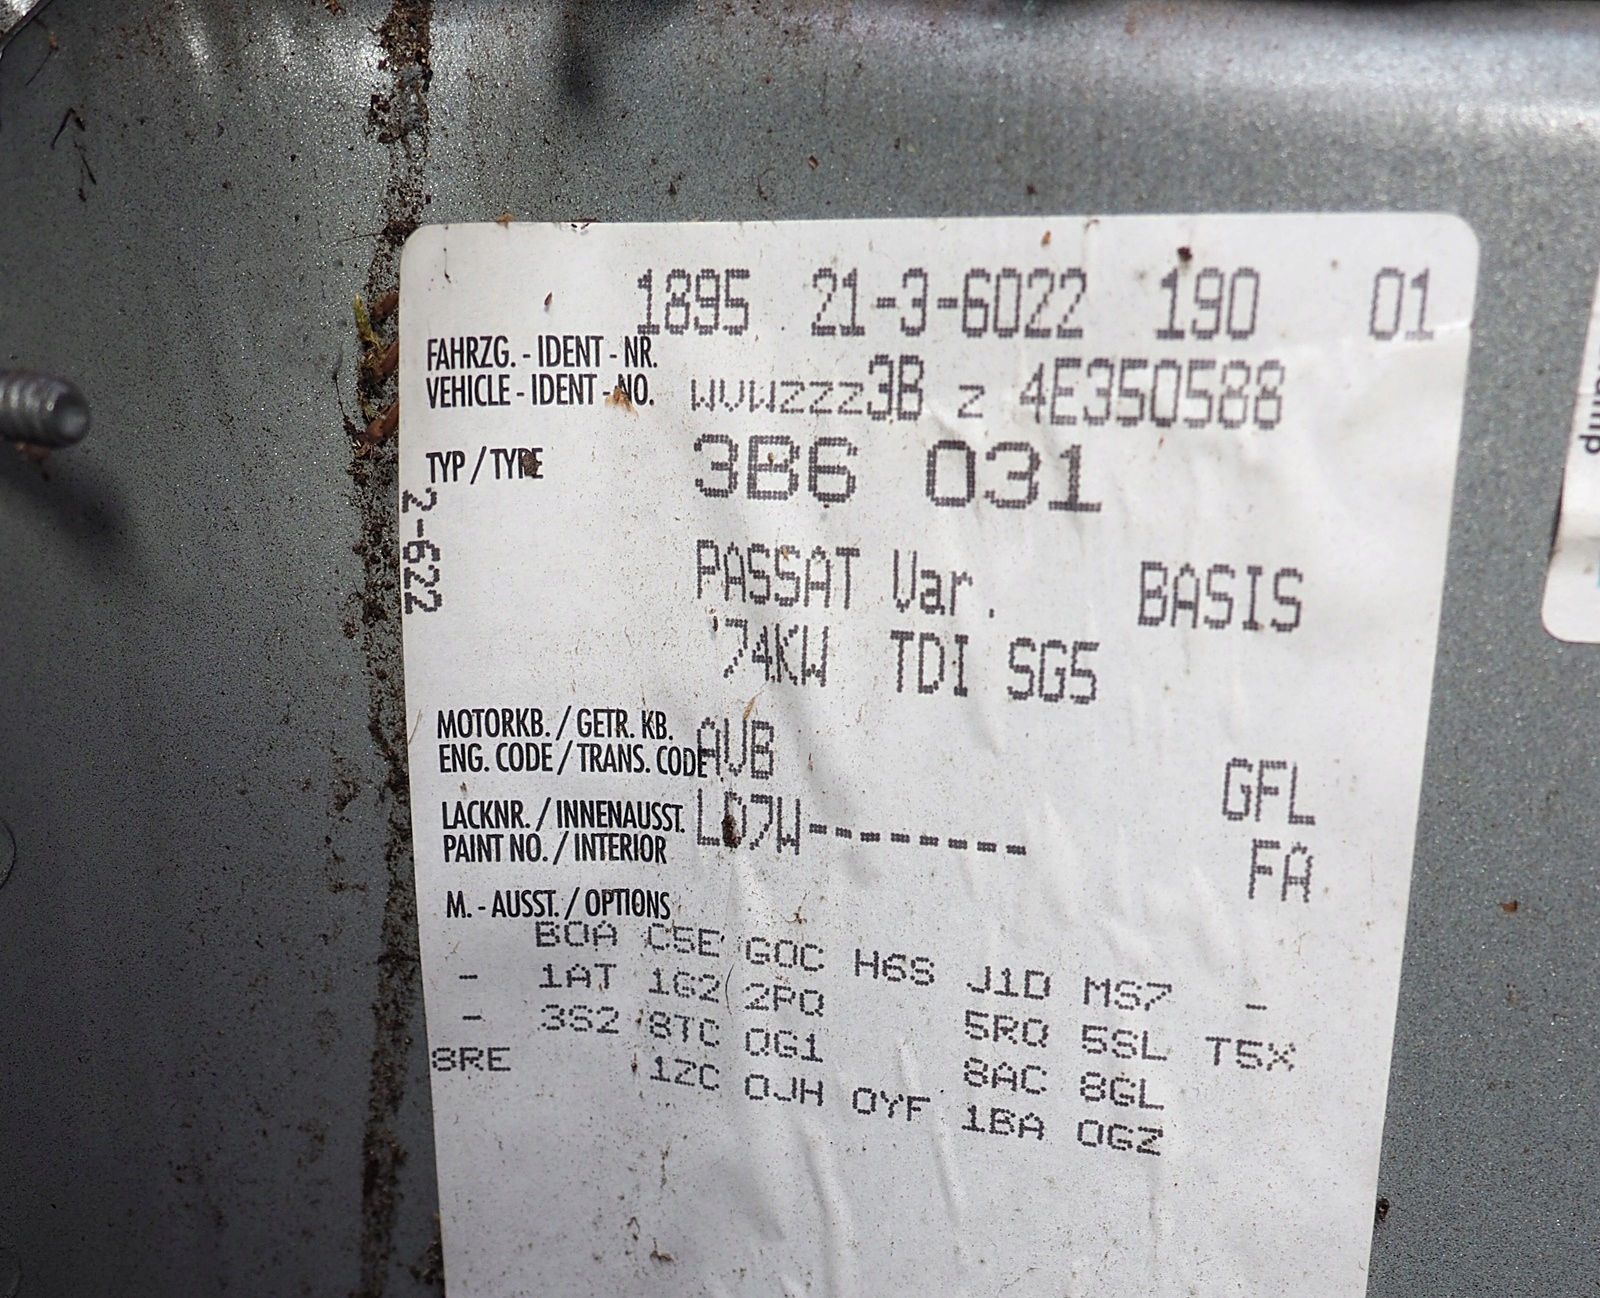 1895 21-3-6022 190 01
FAHRZG. - IDENT - NR.
VEHICLE - IDENT - NO. WVWZZZ3B Z 4E350588
TYP / TYPE 3B6 031
2-622
PASSAT Var. BASIS
74KW TDI SG5
MOTORKB. / GETR. KB.
ENG. CODE / TRANS. CODE AVB GFL
LACKNR. / INNENAUSST.
PAINT NO. / INTERIOR LD7W-------- FA
M. - AUSST. / OPTIONS
BOA C5E GOC H6S J1D MS7 -
- 1AT 1G2 2PQ 5RQ 5SL T5X
- 3S2 8TC QG1 8AC 8GL
8RE 1ZC 0JH 0YF 1BA 0GZ